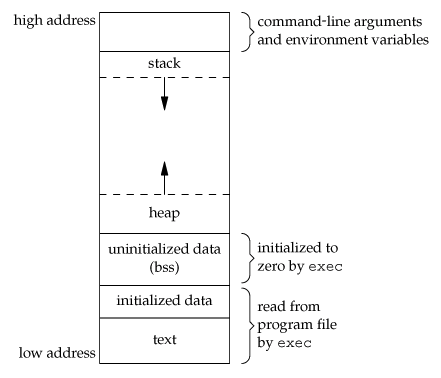 high address
command-line arguments
and environment variables
stack
heap
uninitialized data
(bss)
initialized to
zero by exec
initialized data
read from
program file
by exec
text
low address